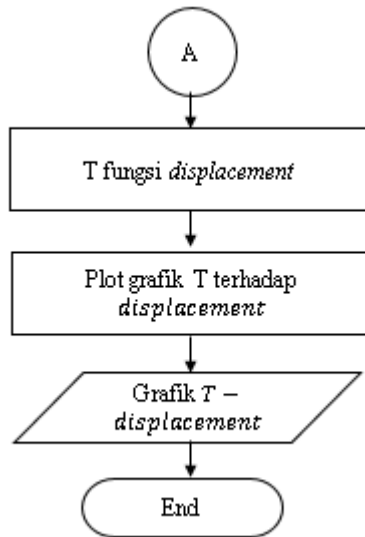 A
T fungsi displacement
Plot grafik T terhadap
displacement
Grafik T −
displacement
End